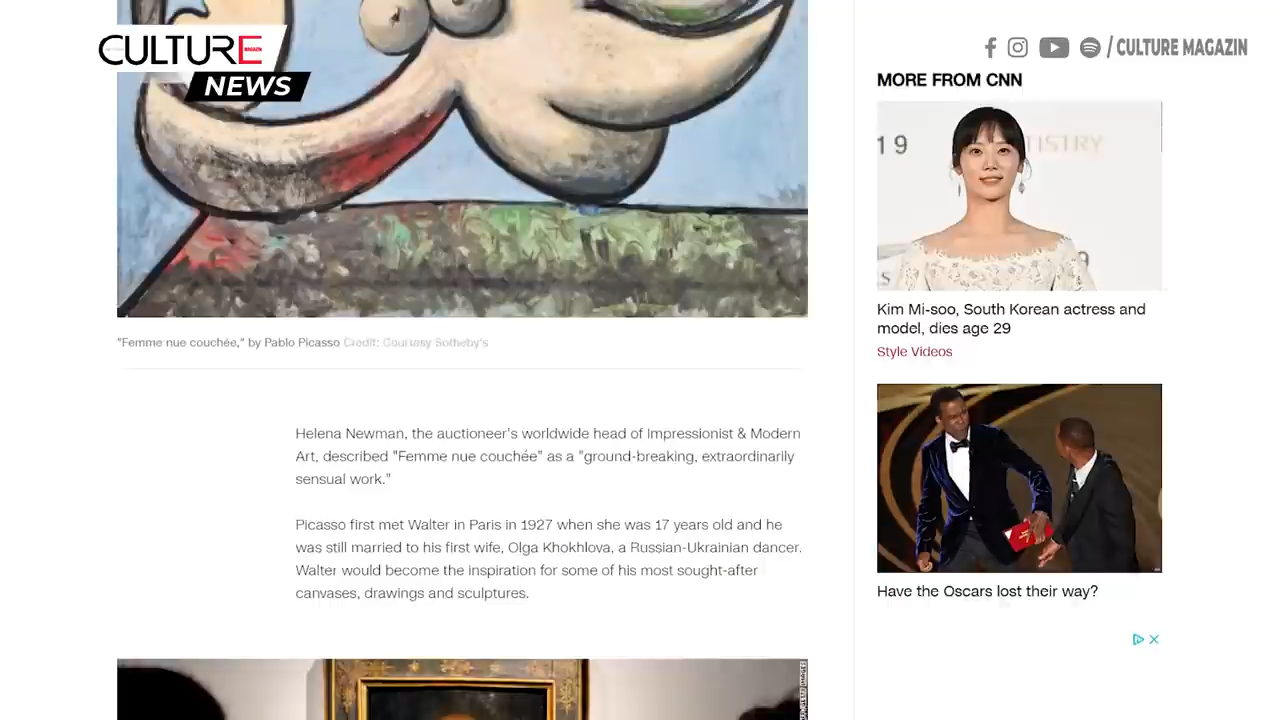 CULTURE
MAGAZIN
NEWS
/ CULTURE MAGAZIN
MORE FROM CNN
19
ISTRY
Kim Mi-soo, South Korean actress and
model, dies age 29
Style Videos
"Femme nue couchée," by Pablo Picasso Credit: Courtesy Sotheby's
Helena Newman, the auctioneer's worldwide head of Impressionist & Modern
Art, described "Femme nue couchée" as a "ground-breaking, extraordinarily
sensual work."
Picasso first met Walter in Paris in 1927 when she was 17 years old and he
was still married to his first wife, Olga Khokhlova, a Russian-Ukrainian dancer.
Walter would become the inspiration for some of his most sought-after
canvases, drawings and sculptures.
Have the Oscars lost their way?